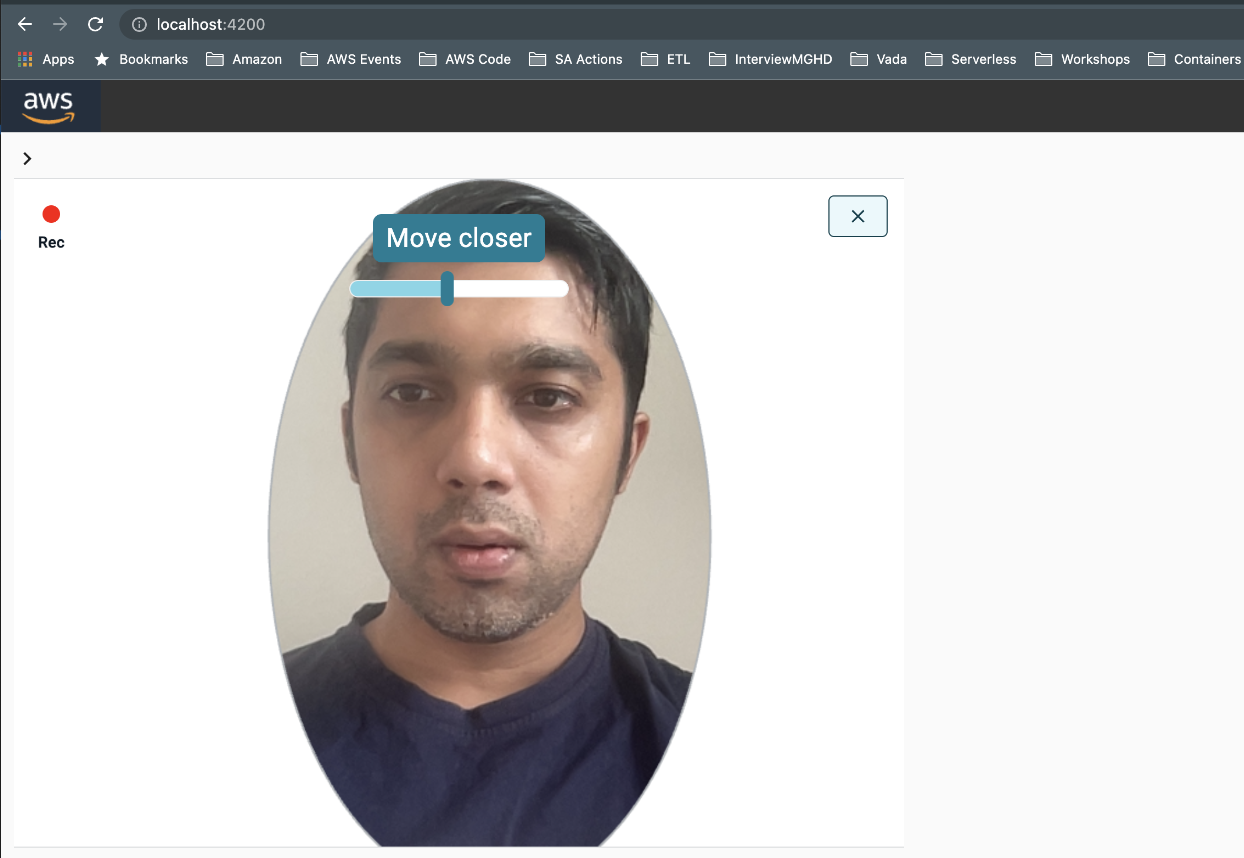 localhost:4200
Apps Bookmarks Amazon AWS Events AWS Code SA Actions ETL InterviewMGHD Vada Serverless Workshops Containers
aws
Rec
Move closer